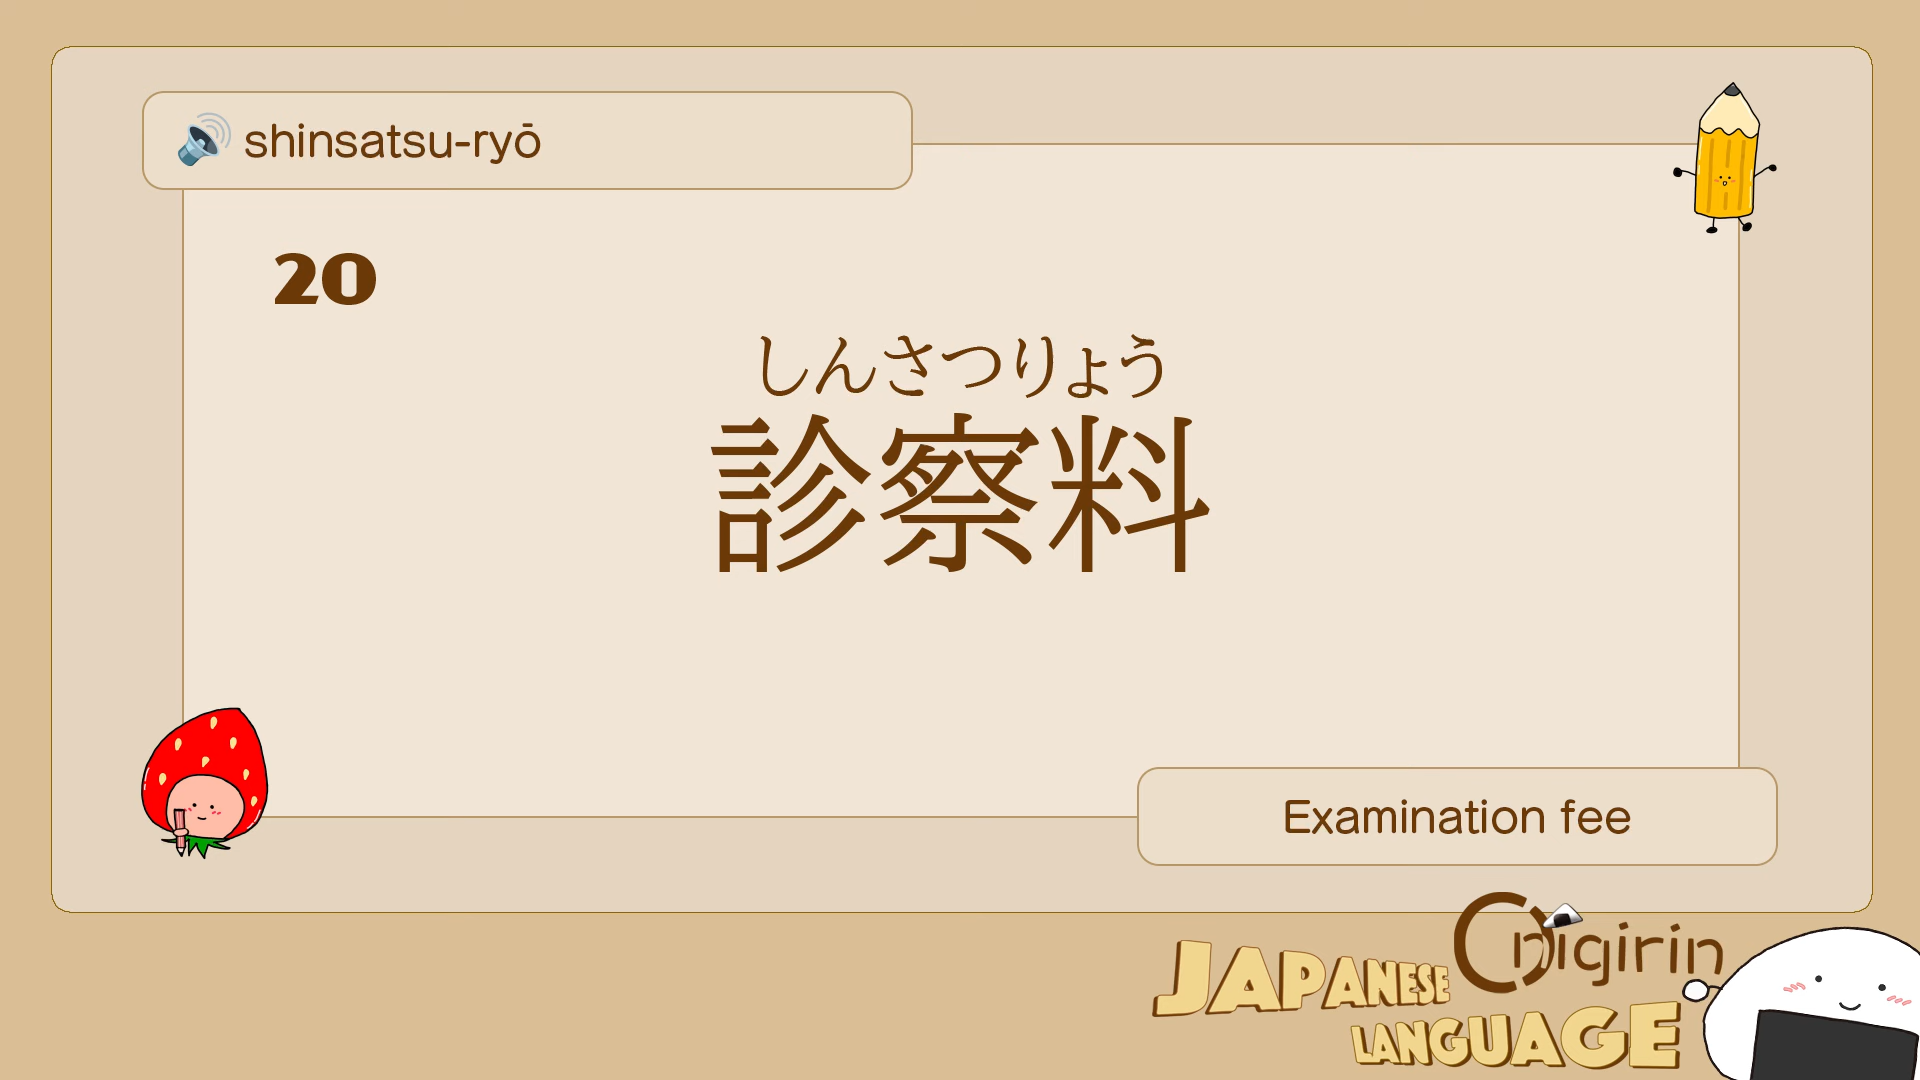 shinsatsu-ryō
20
しんさつりょう
診察料
Examination fee
Onigirin
JAPANESE
LANGUAGE